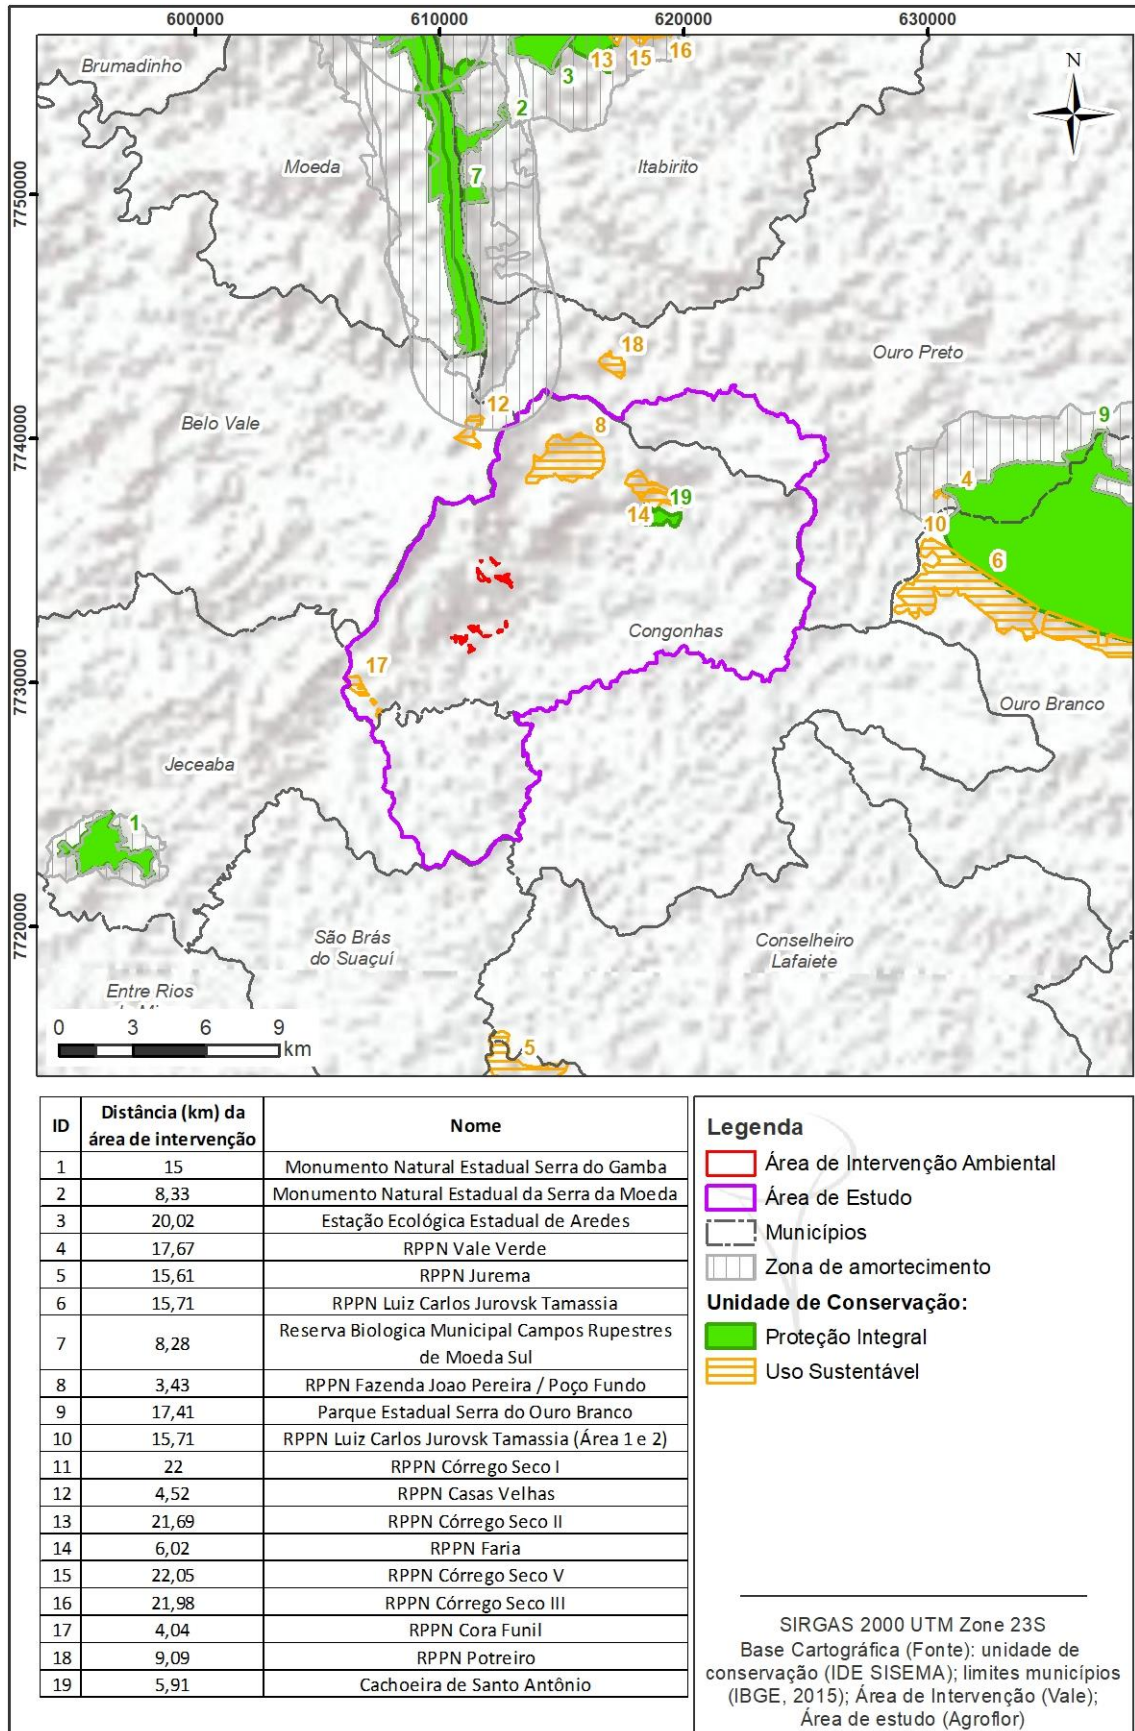 600000 610000 620000 630000
7750000
7740000
7730000
7720000
N
Brumadinho
Moeda
Itabirito
Ouro Preto
Belo Vale
Congonhas
Ouro Branco
Jeceaba
São Brás
do Suaçuí
Conselheiro
Lafaiete
Entre Rios
13 15 16
3
2
7
18
12
8
9
4
19
14
10
6
17
1
5
0 3 6 9
km
ID Distância (km) da área de intervenção Nome
1 15 Monumento Natural Estadual Serra do Gamba
2 8,33 Monumento Natural Estadual da Serra da Moeda
3 20,02 Estação Ecológica Estadual de Aredes
4 17,67 RPPN Vale Verde
5 15,61 RPPN Jurema
6 15,71 RPPN Luiz Carlos Jurovsk Tamassia
7 8,28 Reserva Biologica Municipal Campos Rupestres
de Moeda Sul
8 3,43 RPPN Fazenda Joao Pereira / Poço Fundo
9 17,41 Parque Estadual Serra do Ouro Branco
10 15,71 RPPN Luiz Carlos Jurovsk Tamassia (Área 1 e 2)
11 22 RPPN Córrego Seco I
12 4,52 RPPN Casas Velhas
13 21,69 RPPN Córrego Seco II
14 6,02 RPPN Faria
15 22,05 RPPN Córrego Seco V
16 21,98 RPPN Córrego Seco III
17 4,04 RPPN Cora Funil
18 9,09 RPPN Potreiro
19 5,91 Cachoeira de Santo Antônio
Legenda
Área de Intervenção Ambiental
Área de Estudo
Municípios
Zona de amortecimento
Unidade de Conservação:
Proteção Integral
Uso Sustentável
SIRGAS 2000 UTM Zone 23S
Base Cartográfica (Fonte): unidade de
conservação (IDE SISEMA); limites municípios
(IBGE, 2015); Área de Intervenção (Vale);
Área de estudo (Agroflor)